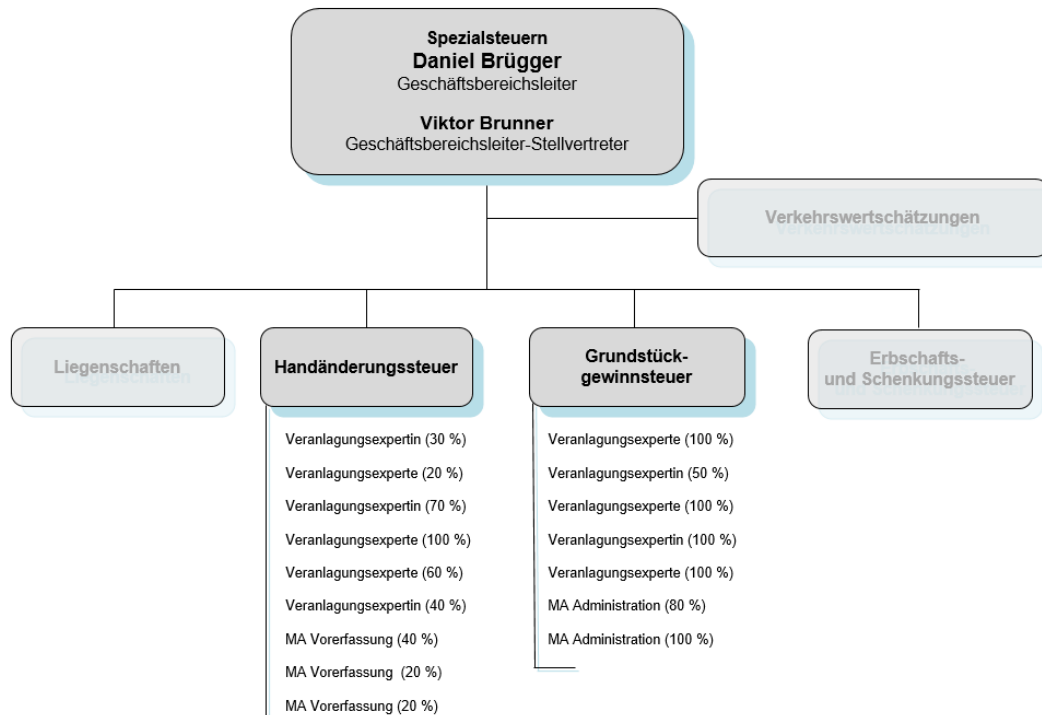 Spezialsteuern
Daniel Brügger
Geschäftsbereichsleiter
Viktor Brunner
Geschäftsbereichsleiter-Stellvertreter
Verkehrswertschätzungen
Liegenschaften
Handänderungssteuer
Grundstück-
gewinnsteuer
Erbschafts-
und Schenkungssteuer
Veranlagungsexpertin (30 %)
Veranlagungsexperte (20 %)
Veranlagungsexpertin (70 %)
Veranlagungsexperte (100 %)
Veranlagungsexperte (60 %)
Veranlagungsexpertin (40 %)
MA Vorerfassung (40 %)
MA Vorerfassung (20 %)
MA Vorerfassung (20 %)
Veranlagungsexperte (100 %)
Veranlagungsexpertin (50 %)
Veranlagungsexperte (100 %)
Veranlagungsexpertin (100 %)
Veranlagungsexperte (100 %)
MA Administration (80 %)
MA Administration (100 %)